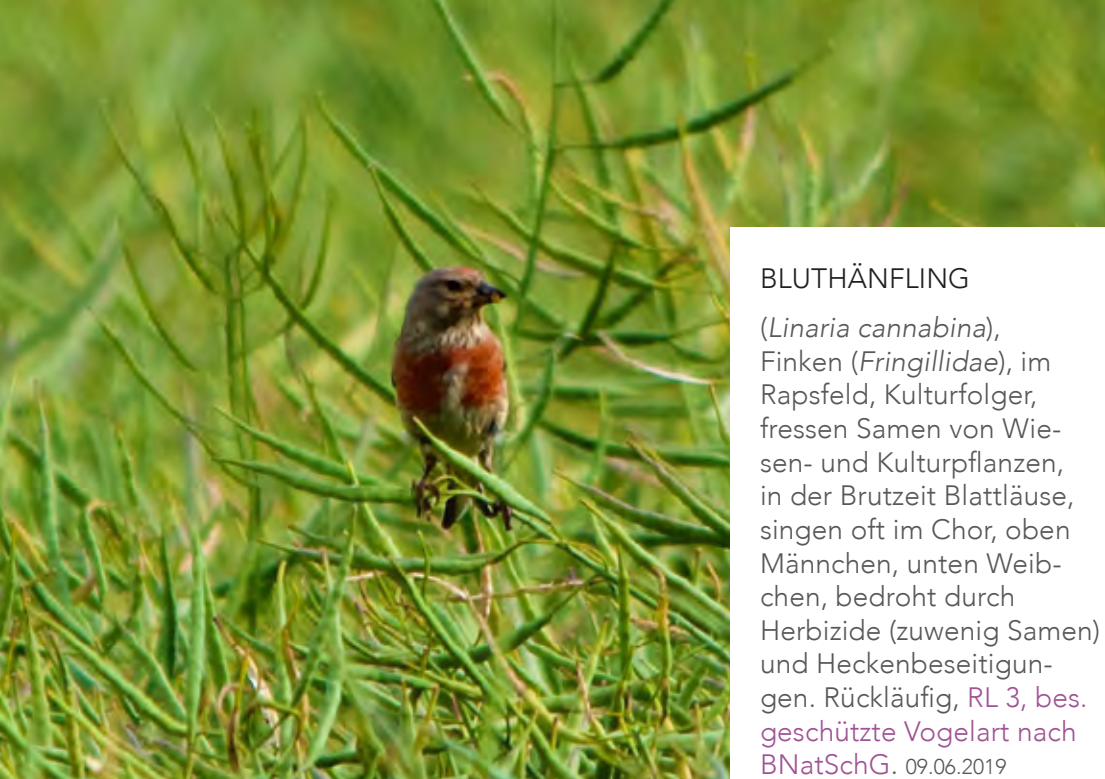 BLUTHÄNFLING
(Linaria cannabina),
Finken (Fringillidae), im
Rapsfeld, Kulturfolger,
fressen Samen von Wie-
sen- und Kulturpflanzen,
in der Brutzeit Blattläuse,
singen oft im Chor, oben
Männchen, unten Weib-
chen, bedroht durch
Herbizide (zuwenig Samen)
und Heckenbeseitigun-
gen. Rückläufig, RL 3, bes.
geschützte Vogelart nach
BNatSchG. 09.06.2019